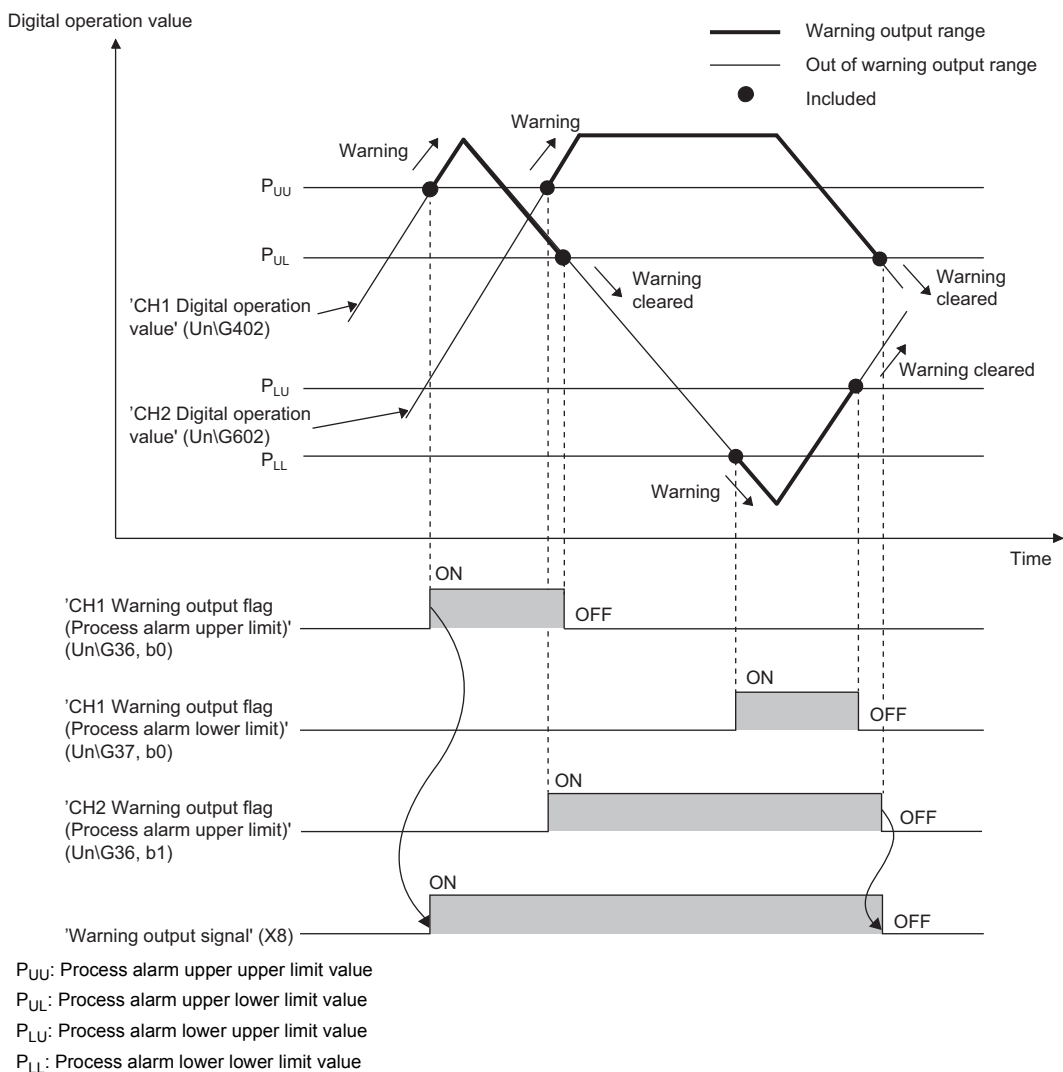 Digital operation value
Warning output range
Out of warning output range
Included
Warning
Warning
PUU
PUL
Warning
cleared
Warning
cleared
'CH1 Digital operation
value' (Un\G402)
PLU
Warning cleared
'CH2 Digital operation
value' (Un\G602)
PLL
Warning
Time
ON
'CH1 Warning output flag
(Process alarm upper limit)'
(Un\G36, b0)
OFF
ON
'CH1 Warning output flag
(Process alarm lower limit)'
(Un\G37, b0)
OFF
ON
'CH2 Warning output flag
(Process alarm upper limit)'
(Un\G36, b1)
OFF
ON
'Warning output signal' (X8)
OFF
PUU: Process alarm upper upper limit value
PUL: Process alarm upper lower limit value
PLU: Process alarm lower upper limit value
PLL: Process alarm lower lower limit value